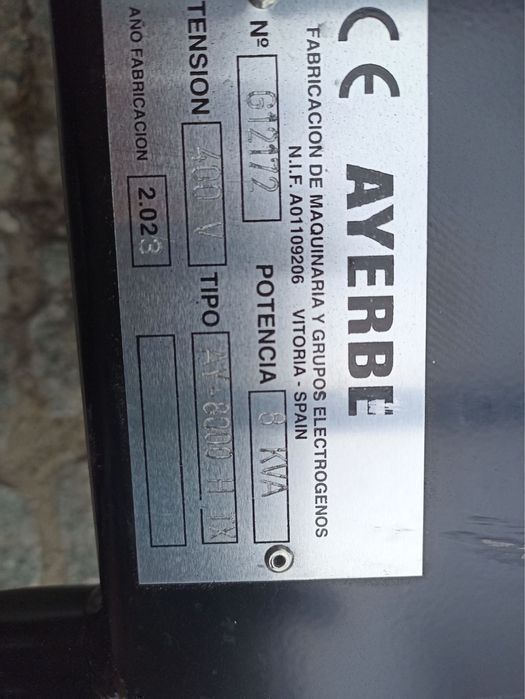 CE AYERBE
FABRICACION DE MAQUINARIA Y GRUPOS ELECTROGENOS
N.I.F. A01109206 VITORIA - SPAIN
Nº G12172 POTENCIA 8 KVA
TENSION 400 V TIPO AY-8000 H TX
AÑO FABRICACION 2.023